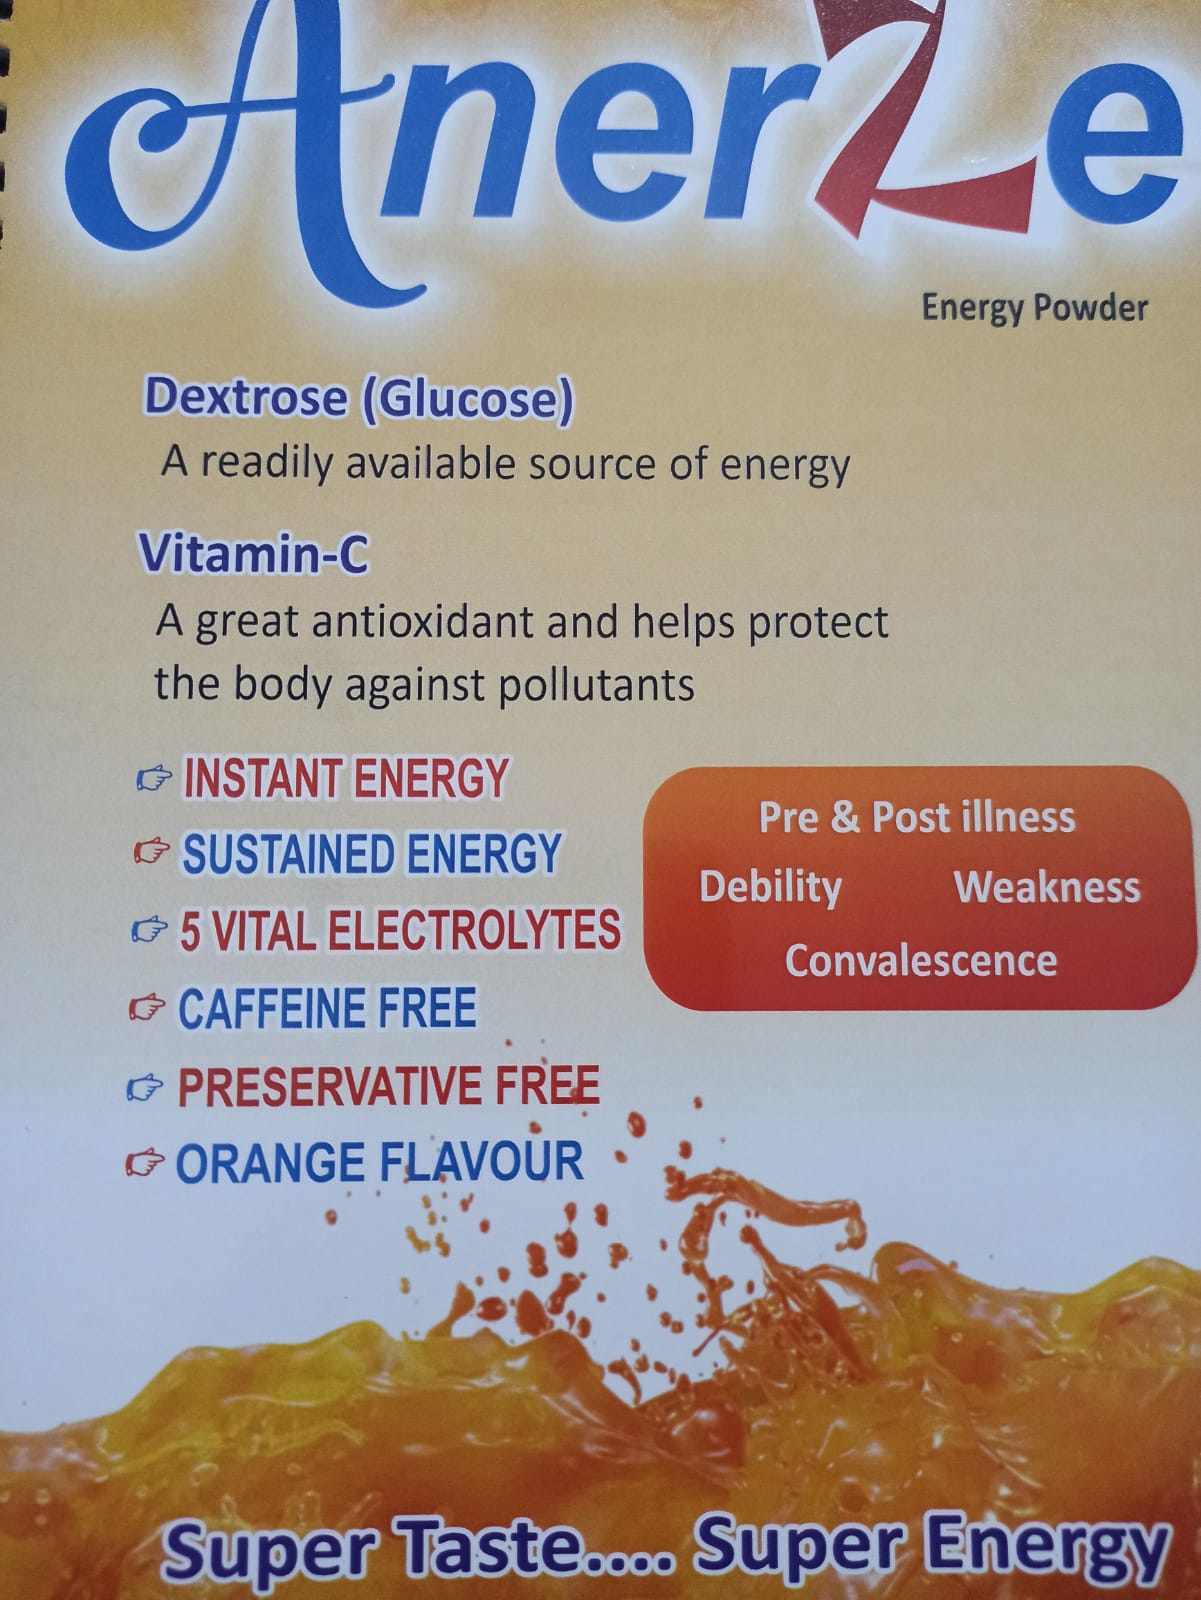 AnerZe
Energy Powder
Dextrose (Glucose)
A readily available source of energy
Vitamin-C
A great antioxidant and helps protect
the body against pollutants
INSTANT ENERGY
SUSTAINED ENERGY
5 VITAL ELECTROLYTES
CAFFEINE FREE
PRESERVATIVE FREE
ORANGE FLAVOUR
Pre & Post illness
Debility Weakness
Convalescence
Super Taste.... Super Energy